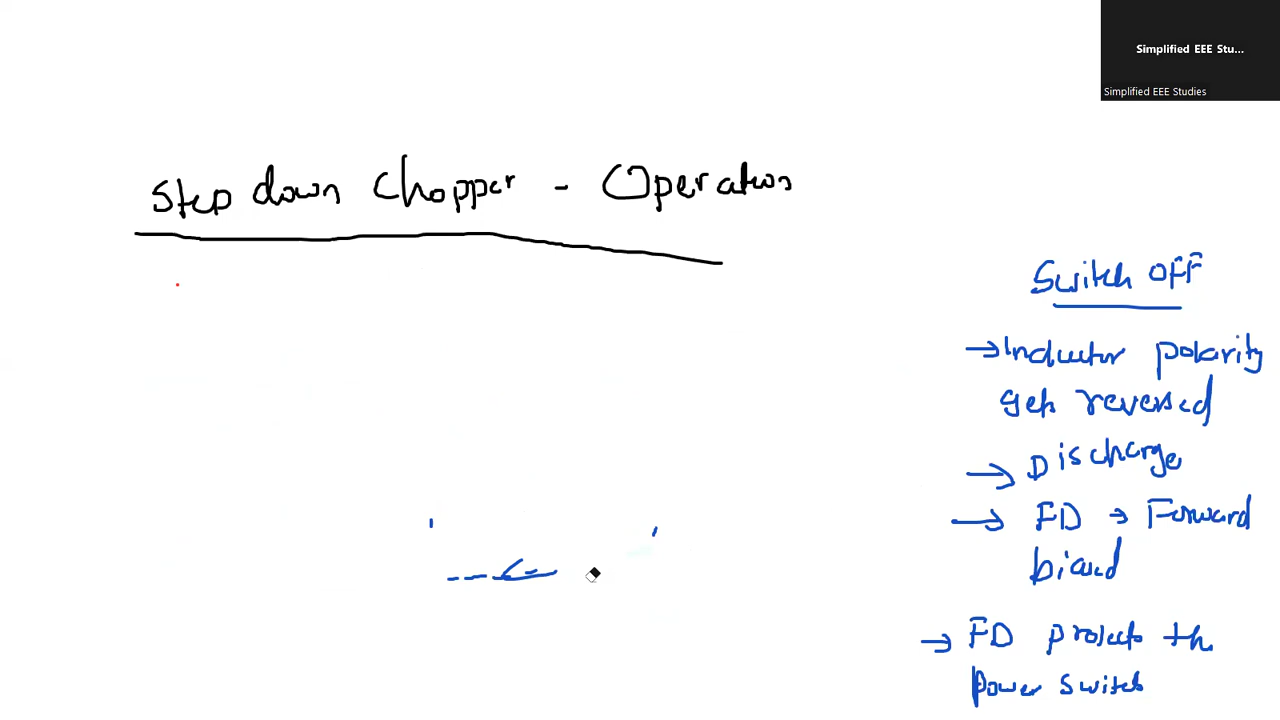 Simplified EEE Stu...
Simplified EEE Studies
Step down Chopper - Operation
Switch OFF
→ Inductor polarity
gets reversed
→ Discharge
→ FD → Forward
biased
→ FD protects the
power switch